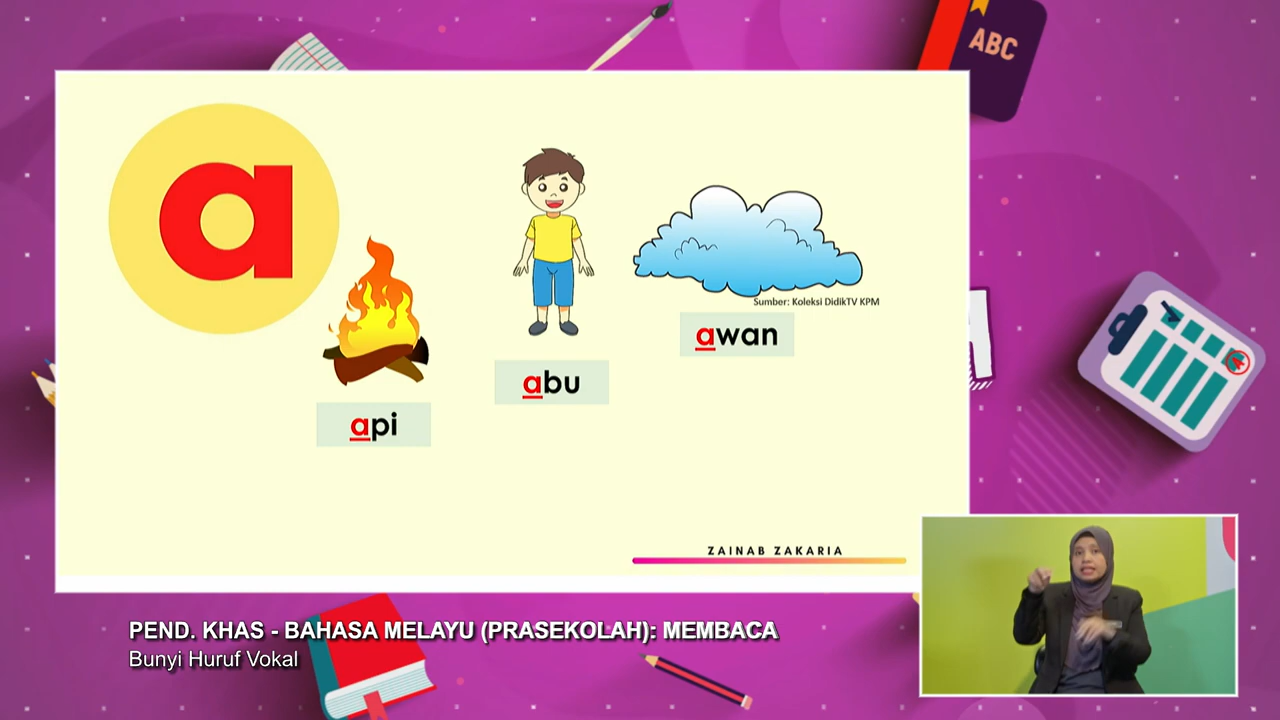 ABC
a
Sumber: Koleksi DidikTV KPM
awan
abu
api
ZAINAB ZAKARIA
PEND. KHAS - BAHASA MELAYU (PRASEKOLAH): MEMBACA
Bunyi Huruf Vokal